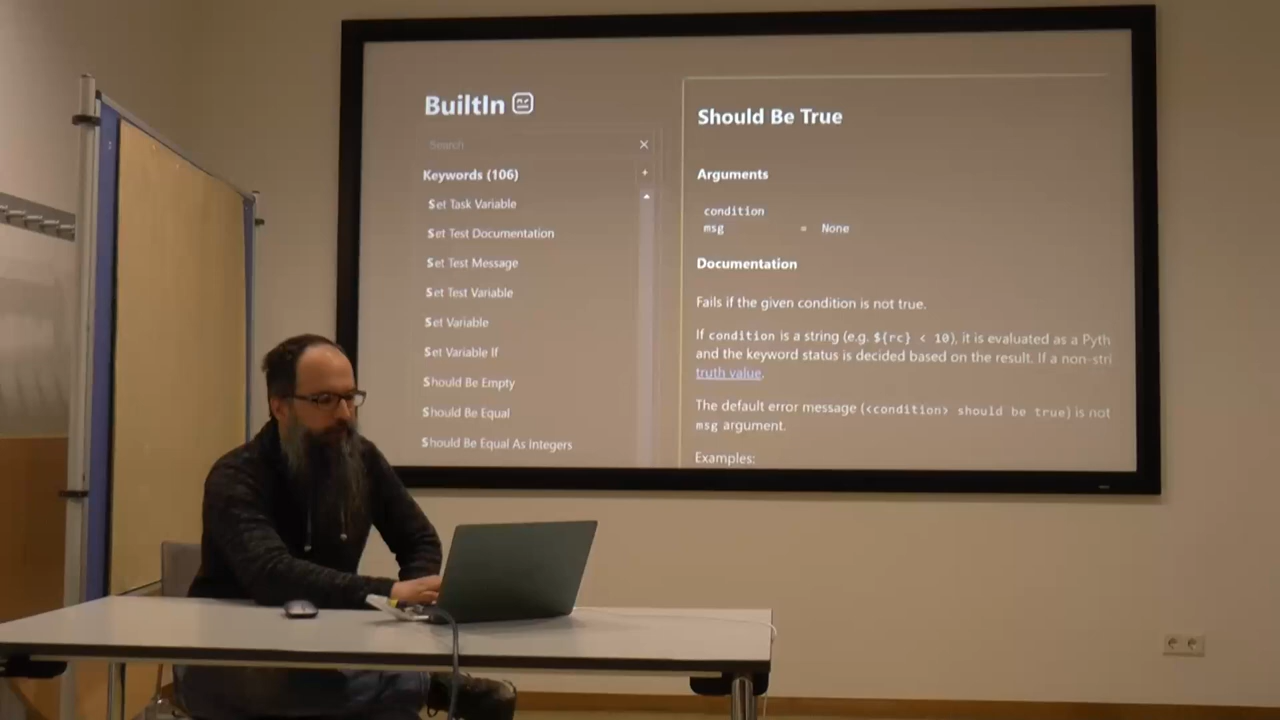 BuiltIn
Search
Keywords (106)
Set Task Variable
Set Test Documentation
Set Test Message
Set Test Variable
Set Variable
Set Variable If
Should Be Empty
Should Be Equal
Should Be Equal As Integers
Should Be True
Arguments
condition
msg = None
Documentation
Fails if the given condition is not true.
If condition is a string (e.g. ${rc} < 10), it is evaluated as a Pyth
and the keyword status is decided based on the result. If a non-stri
truth value.
The default error message (<condition> should be true) is not
msg argument.
Examples: